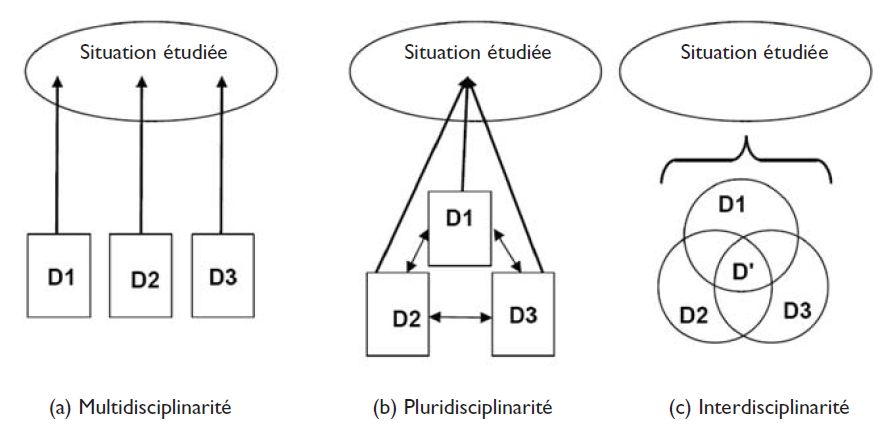 Situation étudiée
D1
D2
D3
(a) Multidisciplinarité
Situation étudiée
D1
D2
D3
(b) Pluridisciplinarité
Situation étudiée
D1
D'
D2
D3
(c) Interdisciplinarité